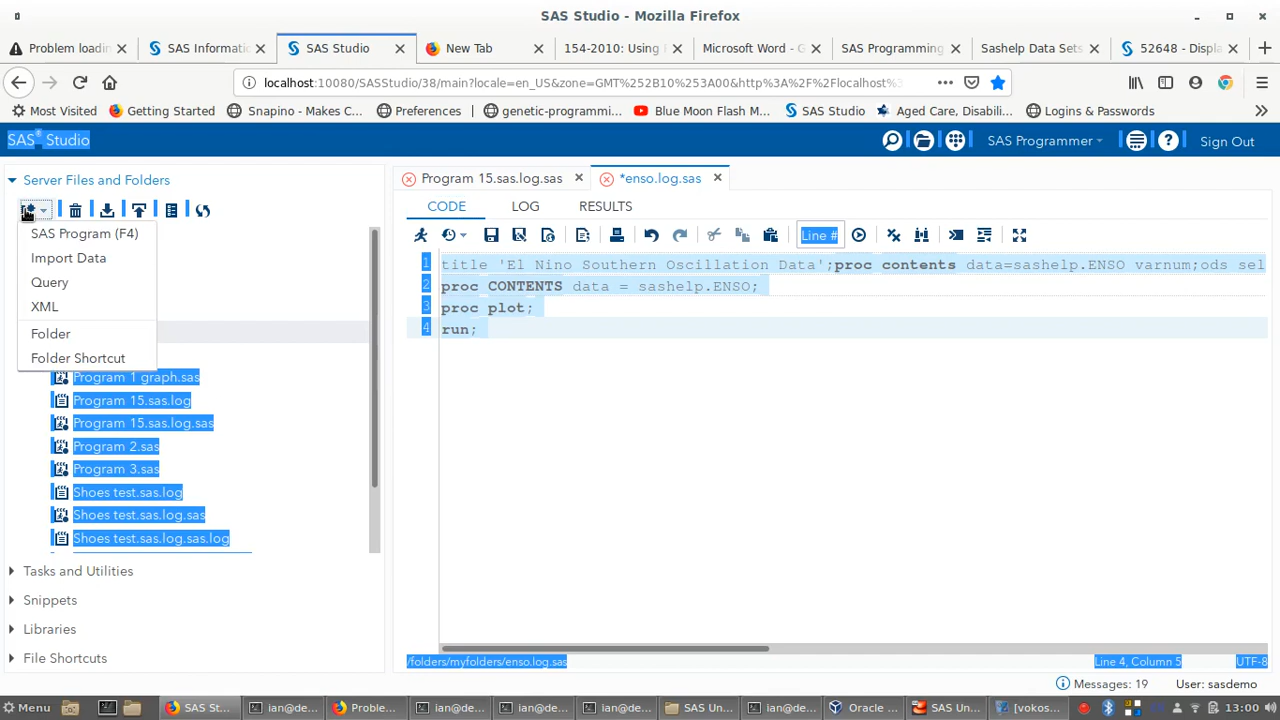 SAS Studio - Mozilla Firefox
Problem loadin
SAS Informatic
SAS Studio
New Tab
154-2010: Using
Microsoft Word - G
SAS Programming
Sashelp Data Sets
52648 - Displa
localhost:10080/SASStudio/38/main?locale=en_US&zone=GMT%252B10%253A00&http%3A%2F%2Flocalhost%3
Most Visited
Getting Started
Snapino - Makes C...
Preferences
genetic-programmi...
Blue Moon Flash M...
SAS Studio
Aged Care, Disabili...
Logins & Passwords
SAS® Studio
SAS Programmer
Sign Out
Server Files and Folders
SAS Program (F4)
Import Data
Query
XML
Folder
Folder Shortcut
Program 1 graph.sas
Program 15.sas.log
Program 15.sas.log.sas
Program 2.sas
Program 3.sas
Shoes test.sas.log
Shoes test.sas.log.sas
Shoes test.sas.log.sas.log
Tasks and Utilities
Snippets
Libraries
File Shortcuts
Program 15.sas.log.sas
*enso.log.sas
CODE
LOG
RESULTS
Line #
1 title 'El Nino Southern Oscillation Data';proc contents data=sashelp.ENSO varnum;ods sel
2 proc CONTENTS data = sashelp.ENSO;
3 proc plot;
4 run;
/folders/myfolders/enso.log.sas
Line 4, Column 5
UTF-8
Messages: 19
User: sasdemo
Menu
SAS St...
ian@de...
Proble...
ian@de...
ian@de...
ian@de...
SAS Un...
ian@de...
Oracle ...
SAS Un...
[vokos...
13:00